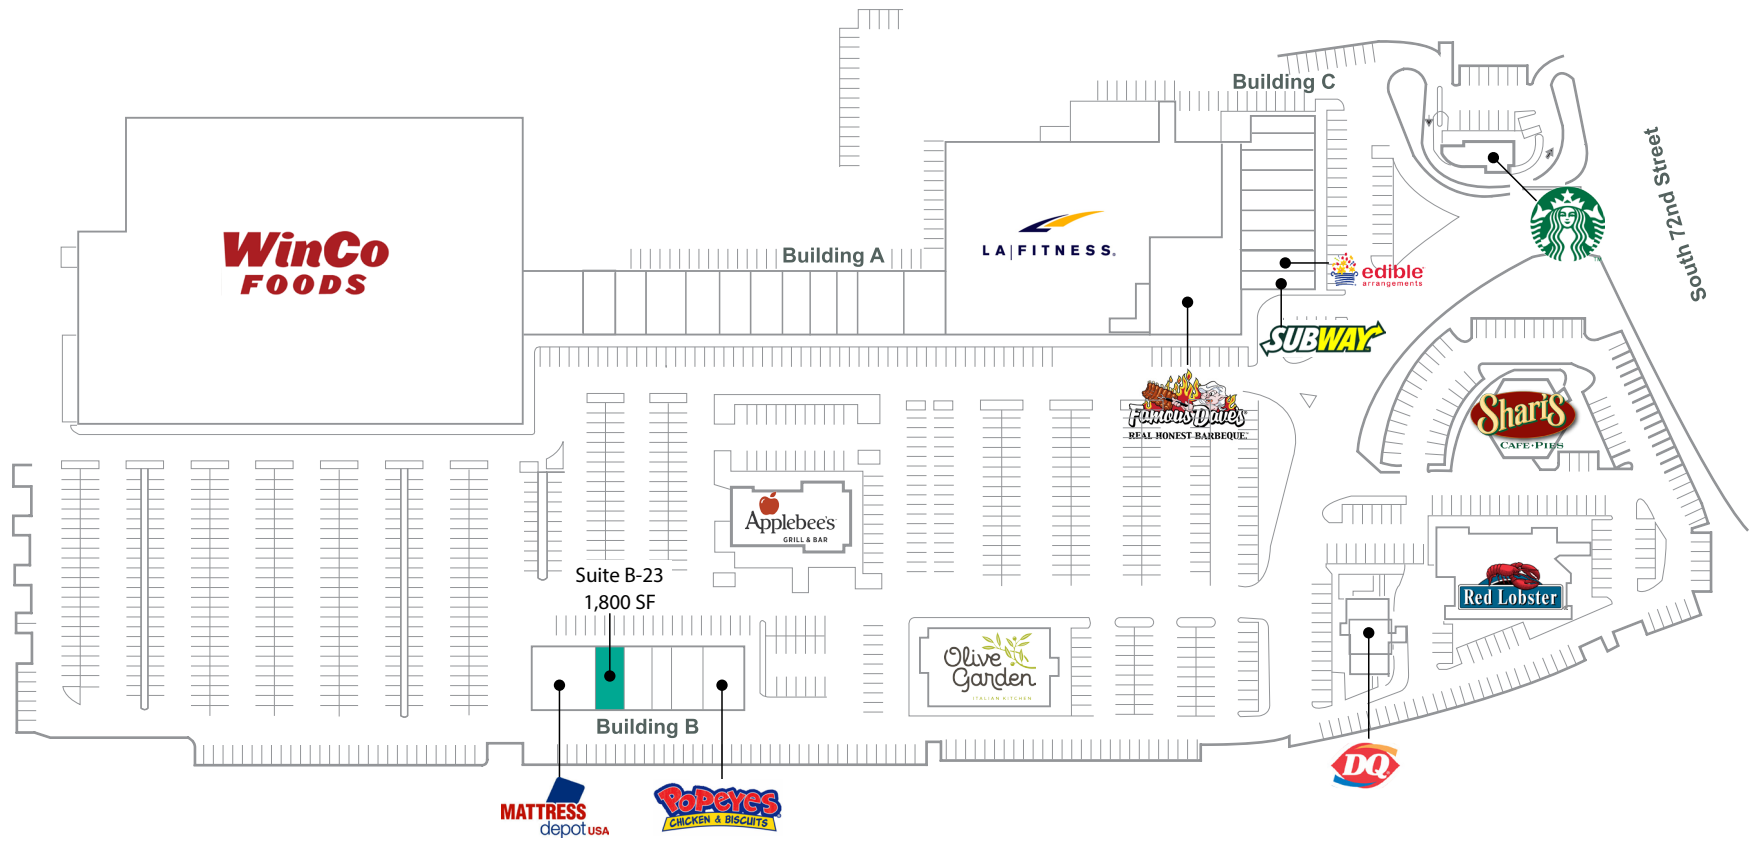 Building C
South 72nd Street
WinCo
FOODS
Building A
LA|FITNESS.
edible
arrangements
SUBWAY
Famous Dave's
REAL HONEST BARBEQUE.
Shari's
CAFE•PIES
Applebee's
GRILL & BAR
Suite B-23
1,800 SF
Red Lobster
Olive
Garden
ITALIAN KITCHEN
Building B
DQ
MATTRESS
depot USA
POPEYES
CHICKEN & BISCUITS